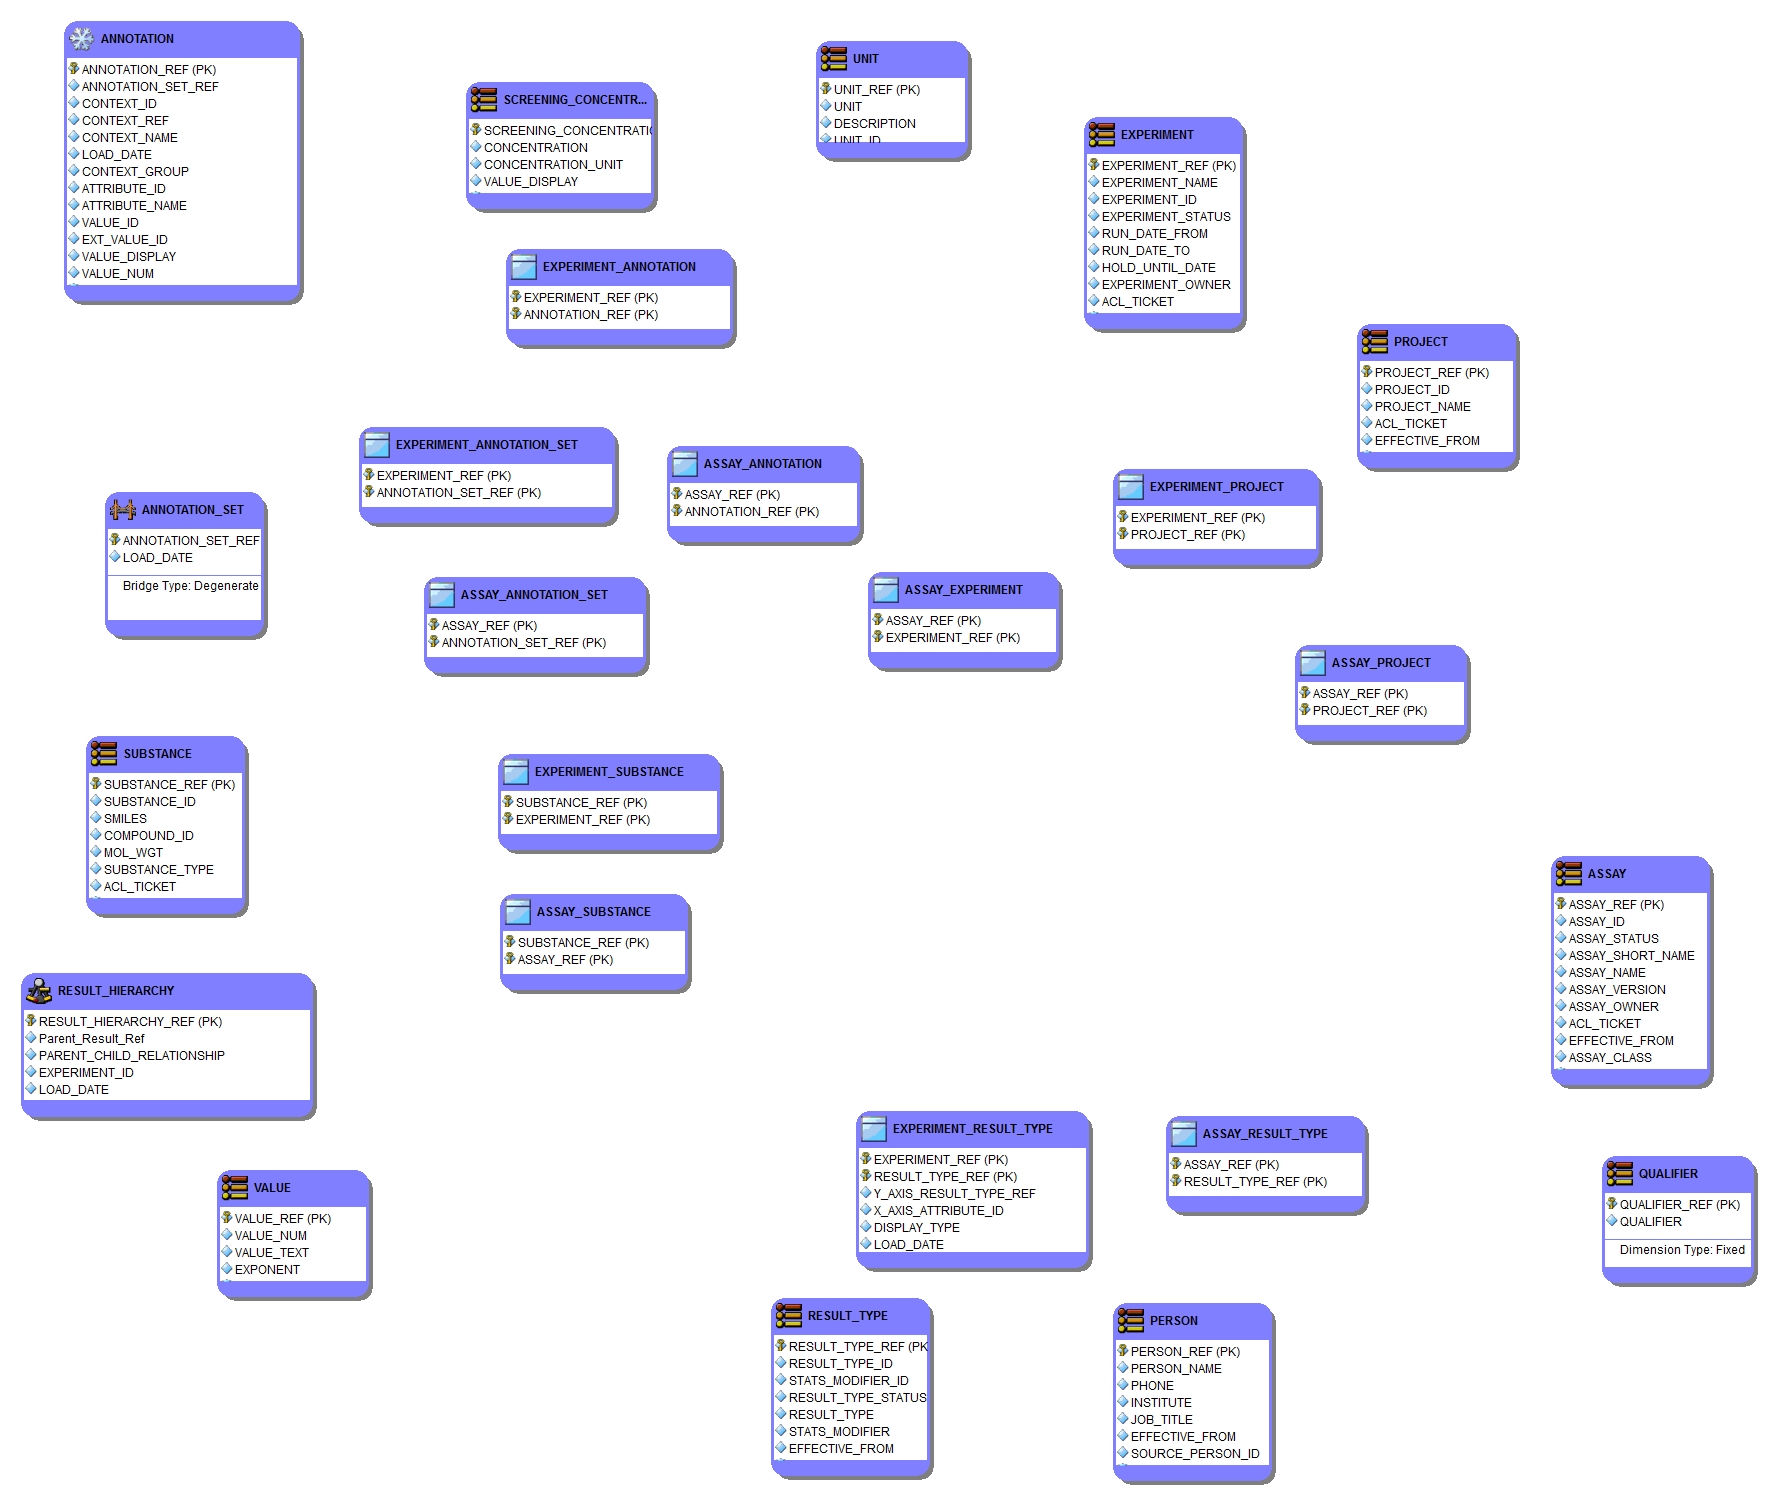 ANNOTATION
ANNOTATION_REF (PK)
ANNOTATION_SET_REF
CONTEXT_ID
CONTEXT_REF
CONTEXT_NAME
LOAD_DATE
CONTEXT_GROUP
ATTRIBUTE_ID
ATTRIBUTE_NAME
VALUE_ID
EXT_VALUE_ID
VALUE_DISPLAY
VALUE_NUM
SCREENING_CONCENTR...
SCREENING_CONCENTRATIO
CONCENTRATION
CONCENTRATION_UNIT
VALUE_DISPLAY
UNIT
UNIT_REF (PK)
UNIT
DESCRIPTION
UNIT_ID
EXPERIMENT
EXPERIMENT_REF (PK)
EXPERIMENT_NAME
EXPERIMENT_ID
EXPERIMENT_STATUS
RUN_DATE_FROM
RUN_DATE_TO
HOLD_UNTIL_DATE
EXPERIMENT_OWNER
ACL_TICKET
EXPERIMENT_ANNOTATION
EXPERIMENT_REF (PK)
ANNOTATION_REF (PK)
PROJECT
PROJECT_REF (PK)
PROJECT_ID
PROJECT_NAME
ACL_TICKET
EFFECTIVE_FROM
EXPERIMENT_ANNOTATION_SET
EXPERIMENT_REF (PK)
ANNOTATION_SET_REF (PK)
ASSAY_ANNOTATION
ASSAY_REF (PK)
ANNOTATION_REF (PK)
EXPERIMENT_PROJECT
EXPERIMENT_REF (PK)
PROJECT_REF (PK)
ANNOTATION_SET
ANNOTATION_SET_REF
LOAD_DATE
Bridge Type: Degenerate
ASSAY_ANNOTATION_SET
ASSAY_REF (PK)
ANNOTATION_SET_REF (PK)
ASSAY_EXPERIMENT
ASSAY_REF (PK)
EXPERIMENT_REF (PK)
ASSAY_PROJECT
ASSAY_REF (PK)
PROJECT_REF (PK)
SUBSTANCE
SUBSTANCE_REF (PK)
SUBSTANCE_ID
SMILES
COMPOUND_ID
MOL_WGT
SUBSTANCE_TYPE
ACL_TICKET
EXPERIMENT_SUBSTANCE
SUBSTANCE_REF (PK)
EXPERIMENT_REF (PK)
ASSAY_SUBSTANCE
SUBSTANCE_REF (PK)
ASSAY_REF (PK)
ASSAY
ASSAY_REF (PK)
ASSAY_ID
ASSAY_STATUS
ASSAY_SHORT_NAME
ASSAY_NAME
ASSAY_VERSION
ASSAY_OWNER
ACL_TICKET
EFFECTIVE_FROM
ASSAY_CLASS
RESULT_HIERARCHY
RESULT_HIERARCHY_REF (PK)
Parent_Result_Ref
PARENT_CHILD_RELATIONSHIP
EXPERIMENT_ID
LOAD_DATE
EXPERIMENT_RESULT_TYPE
EXPERIMENT_REF (PK)
RESULT_TYPE_REF (PK)
Y_AXIS_RESULT_TYPE_REF
X_AXIS_ATTRIBUTE_ID
DISPLAY_TYPE
LOAD_DATE
ASSAY_RESULT_TYPE
ASSAY_REF (PK)
RESULT_TYPE_REF (PK)
QUALIFIER
QUALIFIER_REF (PK)
QUALIFIER
Dimension Type: Fixed
VALUE
VALUE_REF (PK)
VALUE_NUM
VALUE_TEXT
EXPONENT
RESULT_TYPE
RESULT_TYPE_REF (PK
RESULT_TYPE_ID
STATS_MODIFIER_ID
RESULT_TYPE_STATUS
RESULT_TYPE
STATS_MODIFIER
EFFECTIVE_FROM
PERSON
PERSON_REF (PK)
PERSON_NAME
PHONE
INSTITUTE
JOB_TITLE
EFFECTIVE_FROM
SOURCE_PERSON_ID